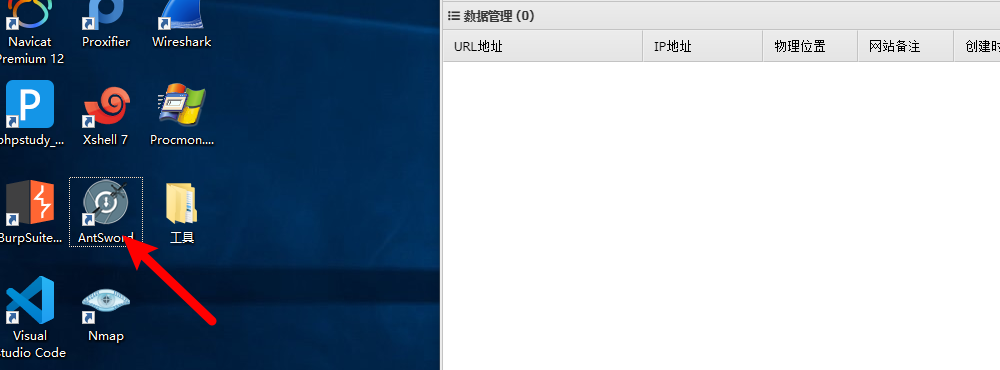 Navicat
Premium 12
Proxifier
Wireshark
phpstudy_...
Xshell 7
Procmon....
BurpSuite...
AntSword
工具
Visual
Studio Code
Nmap
数据管理 (0)
URL地址
IP地址
物理位置
网站备注
创建时